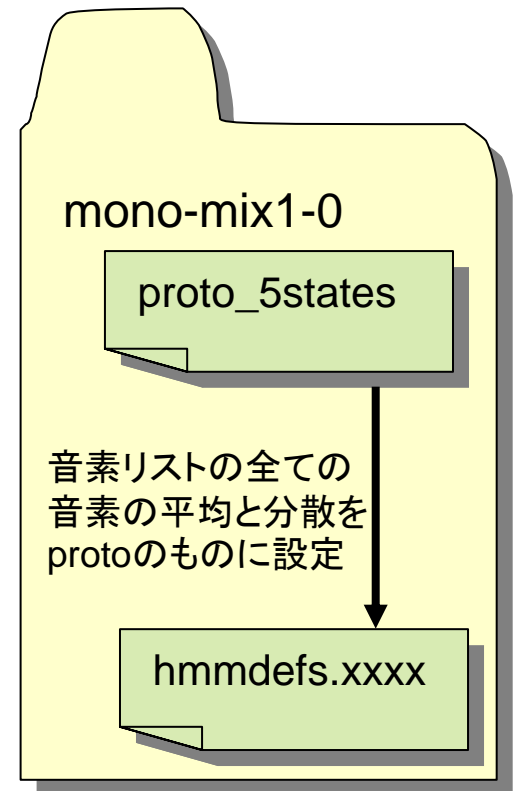 mono-mix1-0
proto_5states
音素リストの全ての
音素の平均と分散を
protoのものに設定
hmmdefs.xxxx